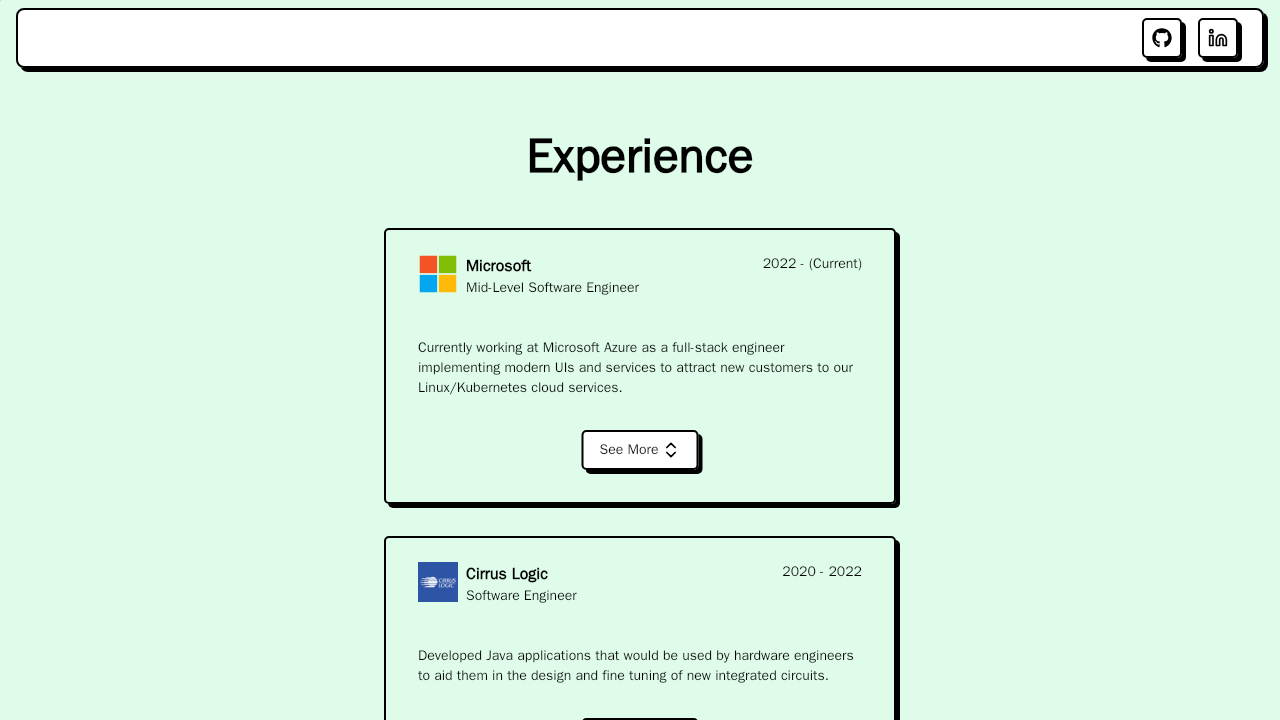 Experience
Microsoft
2022 - (Current)
Mid-Level Software Engineer
Currently working at Microsoft Azure as a full-stack engineer
implementing modern UIs and services to attract new customers to our
Linux/Kubernetes cloud services.
See More
CIRRUS
LOGIC
Cirrus Logic
2020 - 2022
Software Engineer
Developed Java applications that would be used by hardware engineers
to aid them in the design and fine tuning of new integrated circuits.